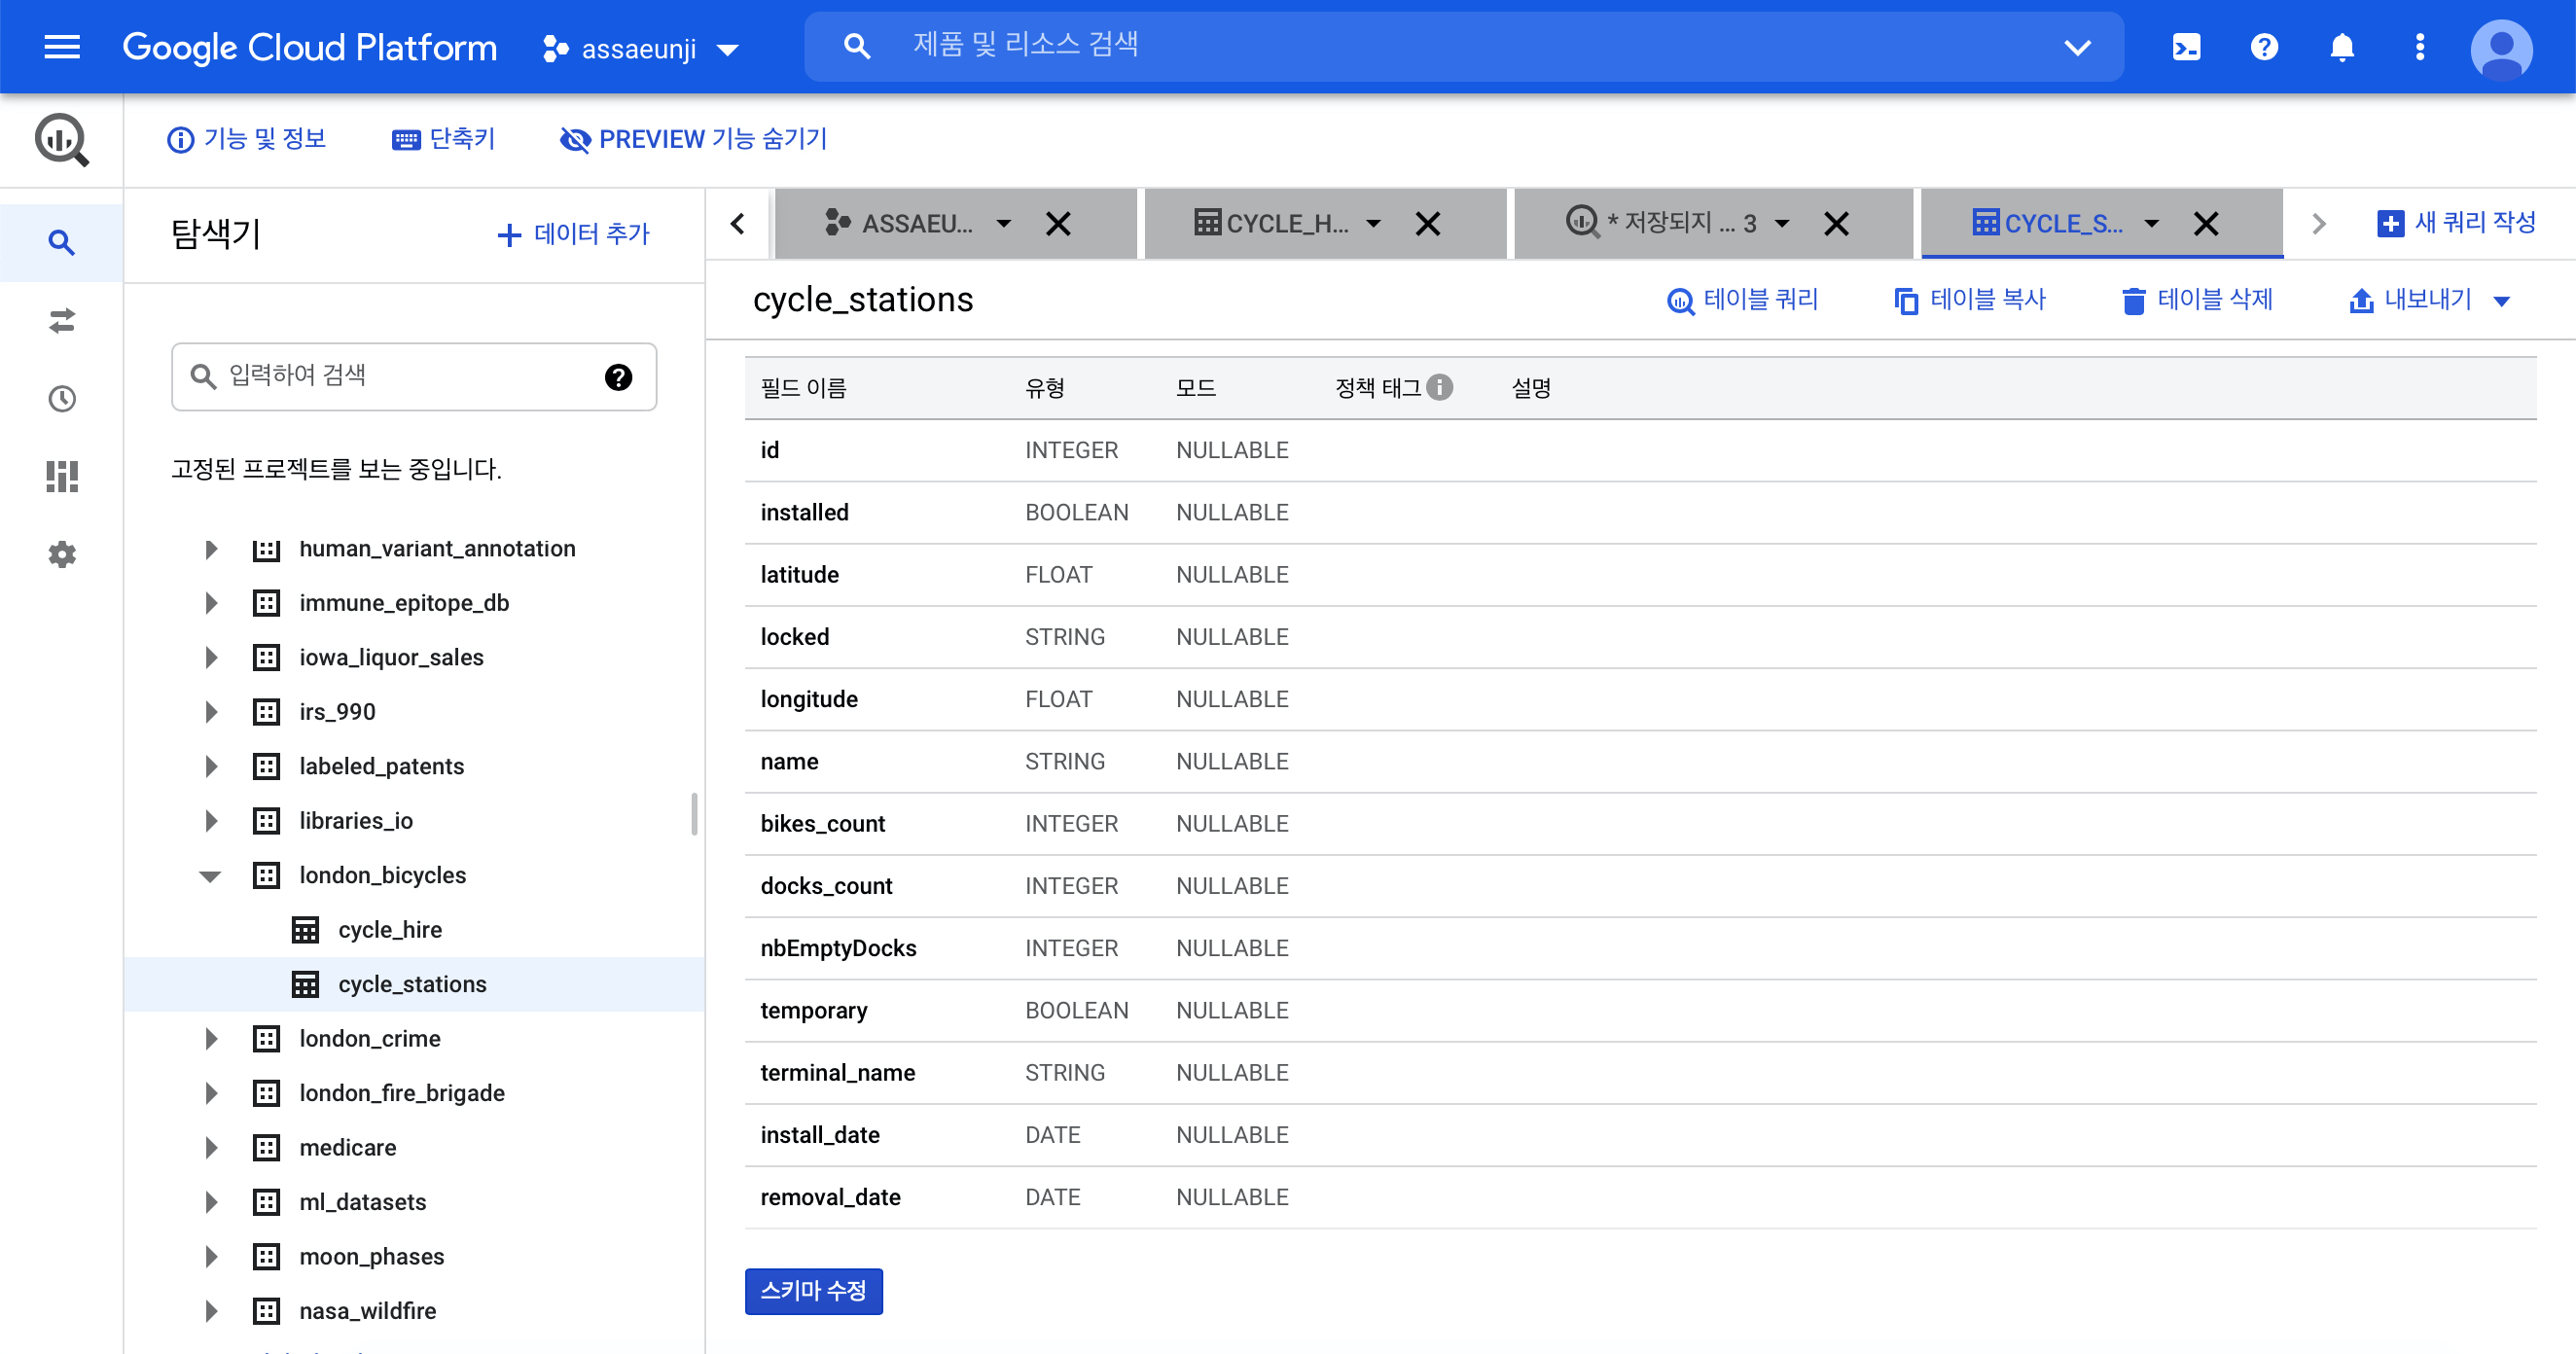 Google Cloud Platform assaeunji 제품 및 리소스 검색
기능 및 정보 단축키 PREVIEW 기능 숨기기
탐색기 데이터 추가
입력하여 검색
고정된 프로젝트를 보는 중입니다.
human_variant_annotation
immune_epitope_db
iowa_liquor_sales
irs_990
labeled_patents
libraries_io
london_bicycles
cycle_hire
cycle_stations
london_crime
london_fire_brigade
medicare
ml_datasets
moon_phases
nasa_wildfire
ASSAEU... CYCLE_H... * 저장되지 ... 3 CYCLE_S... 새 쿼리 작성
cycle_stations 테이블 쿼리 테이블 복사 테이블 삭제 내보내기
필드 이름 유형 모드 정책 태그 설명
id INTEGER NULLABLE
installed BOOLEAN NULLABLE
latitude FLOAT NULLABLE
locked STRING NULLABLE
longitude FLOAT NULLABLE
name STRING NULLABLE
bikes_count INTEGER NULLABLE
docks_count INTEGER NULLABLE
nbEmptyDocks INTEGER NULLABLE
temporary BOOLEAN NULLABLE
terminal_name STRING NULLABLE
install_date DATE NULLABLE
removal_date DATE NULLABLE
스키마 수정